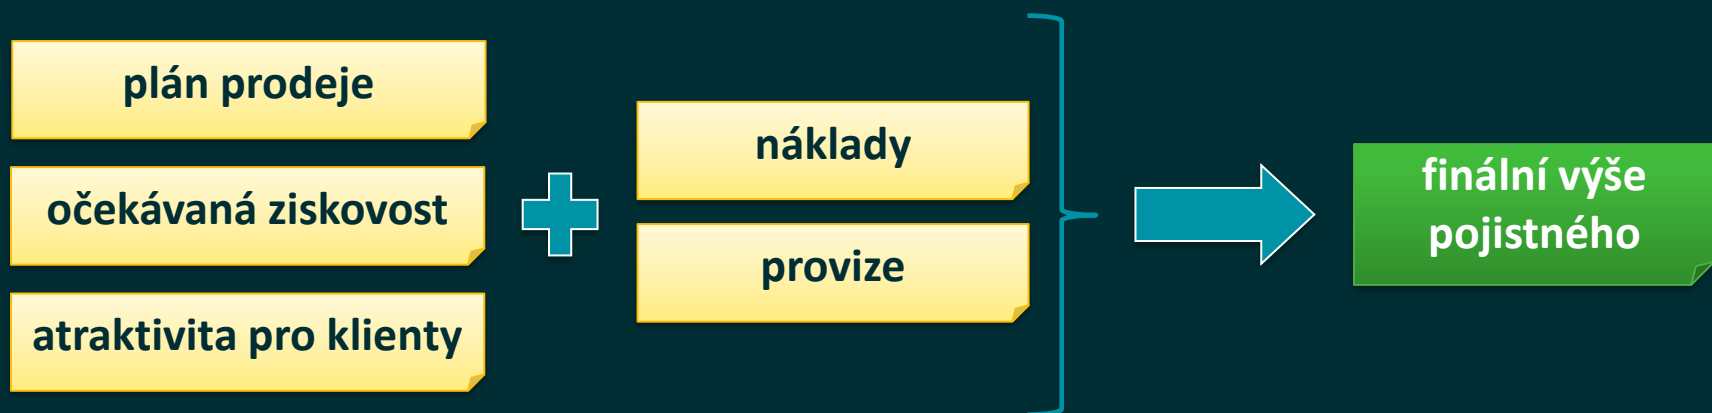 plán prodeje
očekávaná ziskovost
atraktivita pro klienty
náklady
provize
finální výše
pojistného